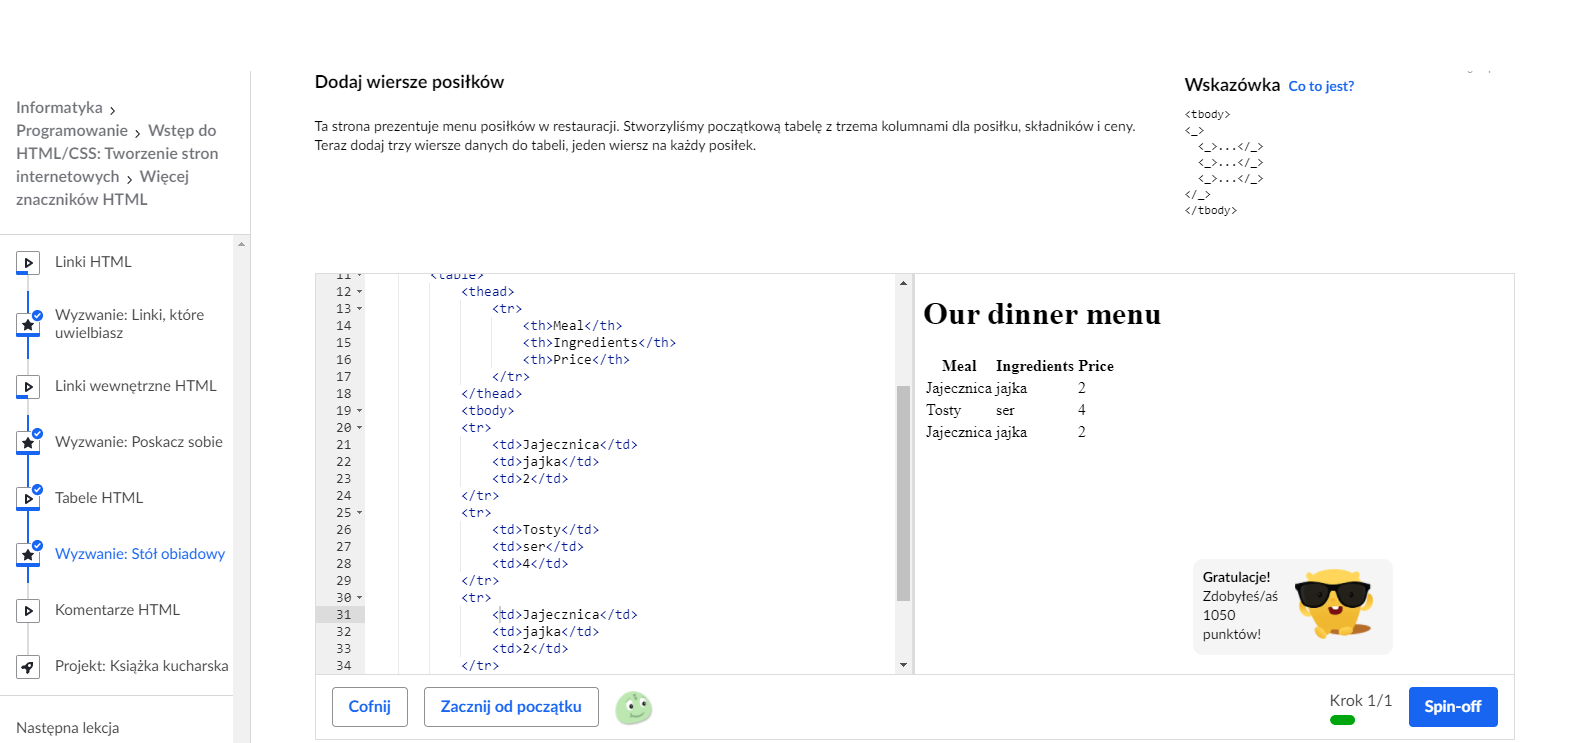 Informatyka >
Programowanie > Wstęp do
HTML/CSS: Tworzenie stron
internetowych > Więcej
znaczników HTML
Linki HTML
Wyzwanie: Linki, które
uwielbiasz
Linki wewnętrzne HTML
Wyzwanie: Poskacz sobie
Tabele HTML
Wyzwanie: Stół obiadowy
Komentarze HTML
Projekt: Książka kucharska
Następna lekcja
Dodaj wiersze posiłków
Ta strona prezentuje menu posiłków w restauracji. Stworzyliśmy początkową tabelę z trzema kolumnami dla posiłku, składników i ceny.
Teraz dodaj trzy wiersze danych do tabeli, jeden wiersz na każdy posiłek.
Wskazówka Co to jest?
<tbody>
<_>
<_>...</_>
<_>...</_>
<_>...</_>
</_>
</tbody>
11 <table>
12 <thead>
13 <tr>
14 <th>Meal</th>
15 <th>Ingredients</th>
16 <th>Price</th>
17 </tr>
18 </thead>
19 <tbody>
20 <tr>
21 <td>Jajecznica</td>
22 <td>jajka</td>
23 <td>2</td>
24 </tr>
25 <tr>
26 <td>Tosty</td>
27 <td>ser</td>
28 <td>4</td>
29 </tr>
30 <tr>
31 <td>Jajecznica</td>
32 <td>jajka</td>
33 <td>2</td>
34 </tr>
Our dinner menu
Meal Ingredients Price
Jajecznica jajka 2
Tosty ser 4
Jajecznica jajka 2
Gratulacje!
Zdobyłeś/aś
1050
punktów!
Cofnij
Zacznij od początku
Krok 1/1
Spin-off